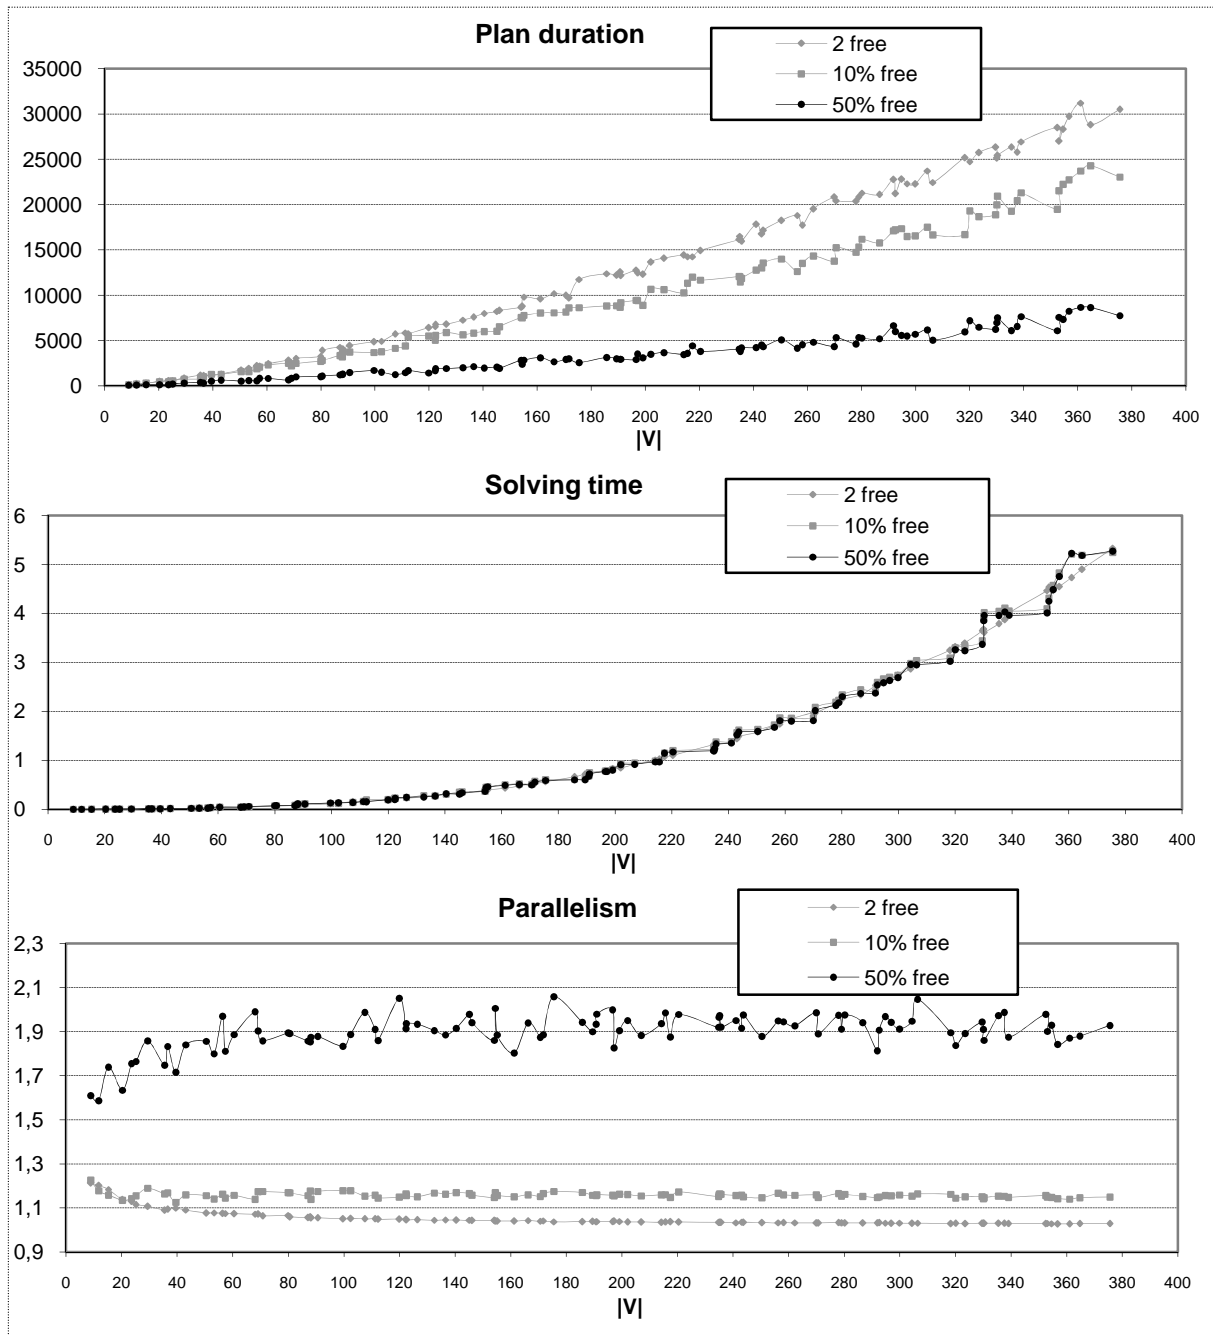 Plan duration
2 free
10% free
50% free
35000
30000
25000
20000
15000
10000
5000
0
0 20 40 60 80 100 120 140 160 180 200 220 240 260 280 300 320 340 360 380 400
|V|
Solving time
2 free
10% free
50% free
6
5
4
3
2
1
0
0 20 40 60 80 100 120 140 160 180 200 220 240 260 280 300 320 340 360 380 400
|V|
Parallelism
2 free
10% free
50% free
2,3
2,1
1,9
1,7
1,5
1,3
1,1
0,9
0 20 40 60 80 100 120 140 160 180 200 220 240 260 280 300 320 340 360 380 400
|V|